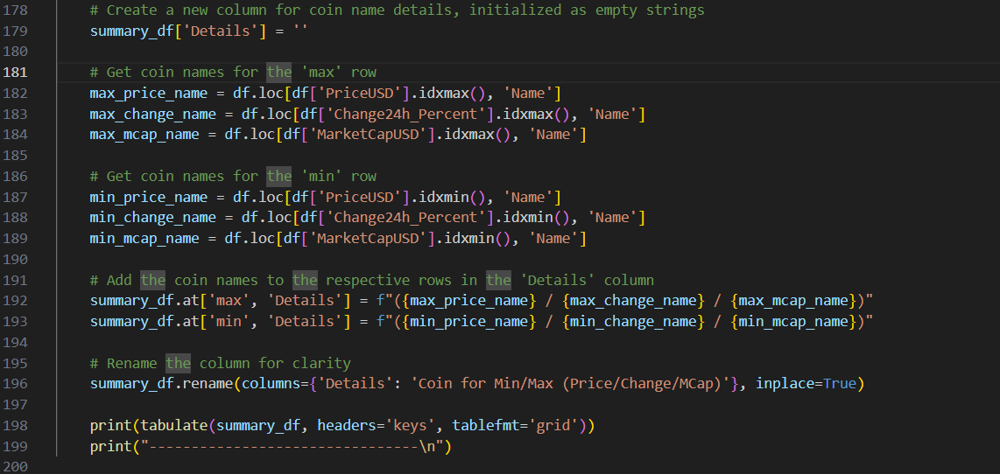 178 # Create a new column for coin name details, initialized as empty strings
179 summary_df['Details'] = ''
180
181 # Get coin names for the 'max' row
182 max_price_name = df.loc[df['PriceUSD'].idxmax(), 'Name']
183 max_change_name = df.loc[df['Change24h_Percent'].idxmax(), 'Name']
184 max_mcap_name = df.loc[df['MarketCapUSD'].idxmax(), 'Name']
185
186 # Get coin names for the 'min' row
187 min_price_name = df.loc[df['PriceUSD'].idxmin(), 'Name']
188 min_change_name = df.loc[df['Change24h_Percent'].idxmin(), 'Name']
189 min_mcap_name = df.loc[df['MarketCapUSD'].idxmin(), 'Name']
190
191 # Add the coin names to the respective rows in the 'Details' column
192 summary_df.at['max', 'Details'] = f"({max_price_name} / {max_change_name} / {max_mcap_name})"
193 summary_df.at['min', 'Details'] = f"({min_price_name} / {min_change_name} / {min_mcap_name})"
194
195 # Rename the column for clarity
196 summary_df.rename(columns={'Details': 'Coin for Min/Max (Price/Change/MCap)'}, inplace=True)
197
198 print(tabulate(summary_df, headers='keys', tablefmt='grid'))
199 print("--------------------------------\n")
200